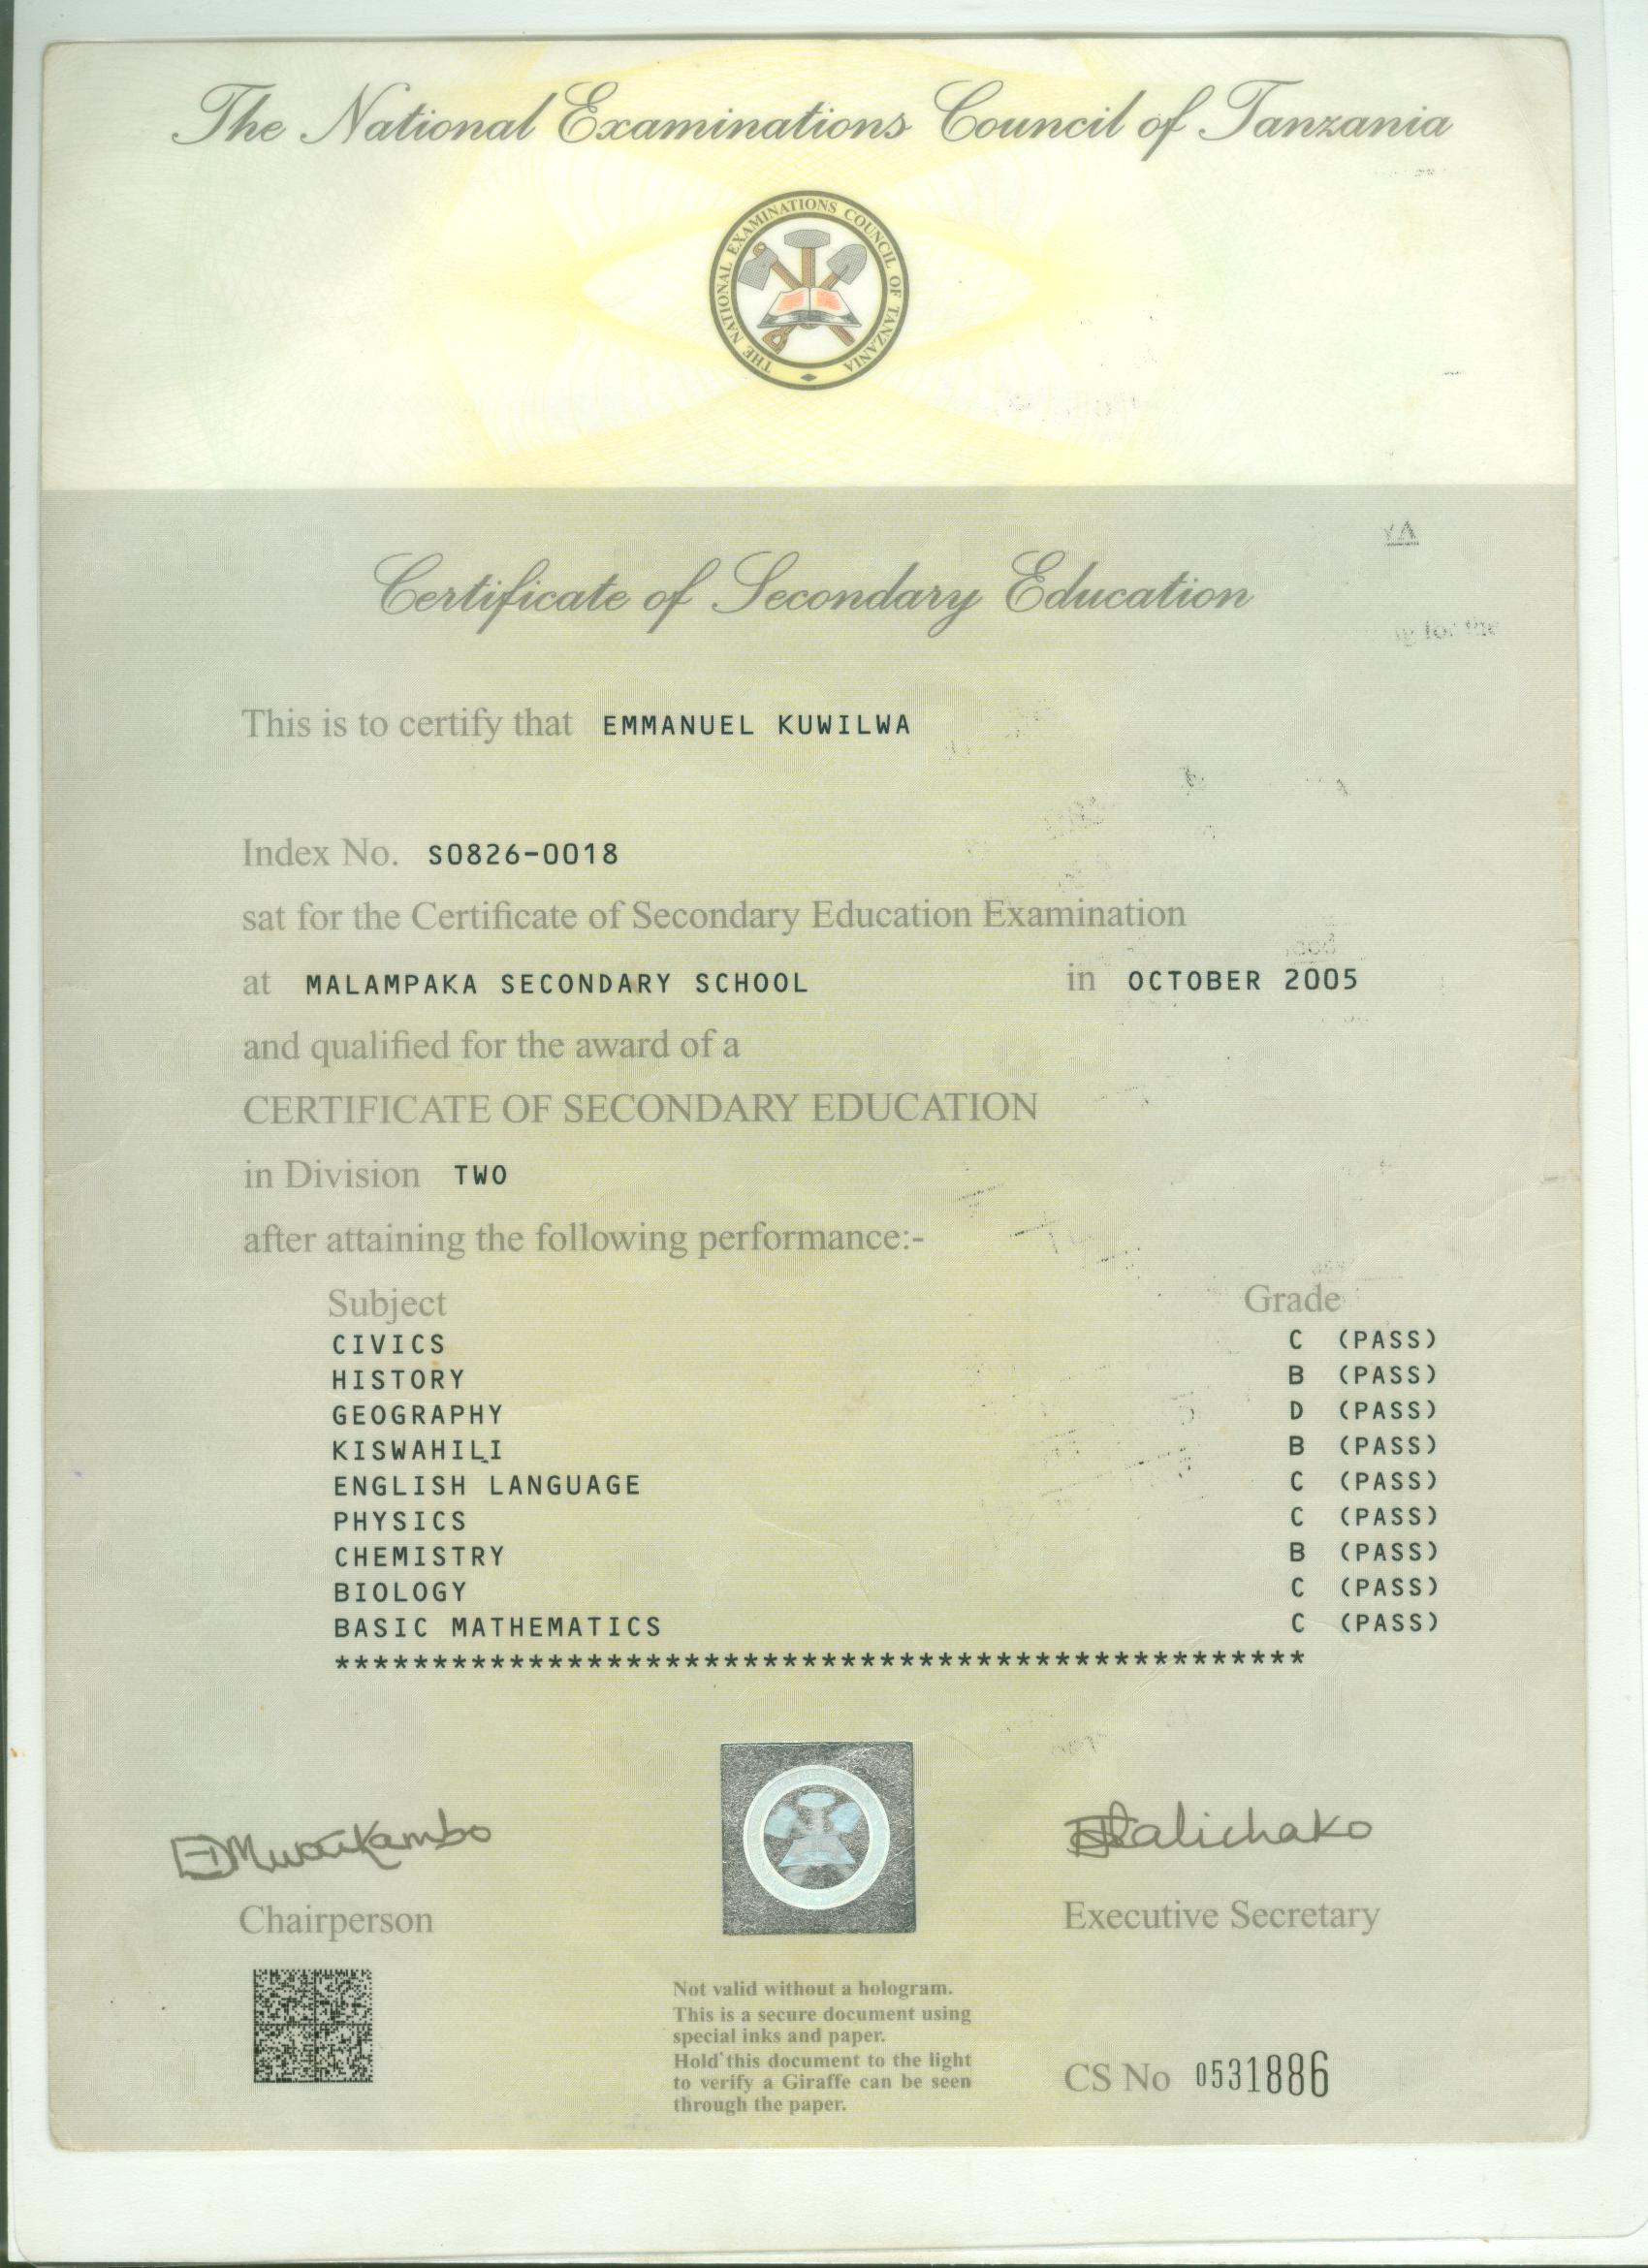 The National Examinations Council of Tanzania
THE NATIONAL EXAMINATIONS COUNCIL OF TANZANIA
Certificate of Secondary Education
for the
This is to certify that EMMANUEL KUWILWA
Index No. S0826-0018
sat for the Certificate of Secondary Education Examination
at MALAMPAKA SECONDARY SCHOOL in OCTOBER 2005
and qualified for the award of a
CERTIFICATE OF SECONDARY EDUCATION
in Division TWO
after attaining the following performance:-
Subject Grade
CIVICS C (PASS)
HISTORY B (PASS)
GEOGRAPHY D (PASS)
KISWAHILI B (PASS)
ENGLISH LANGUAGE C (PASS)
PHYSICS C (PASS)
CHEMISTRY B (PASS)
BIOLOGY C (PASS)
BASIC MATHEMATICS C (PASS)
**************************************************
Chairperson
Executive Secretary
Not valid without a hologram.
This is a secure document using
special inks and paper.
Hold this document to the light
to verify a Giraffe can be seen
through the paper.
CS No 0531886